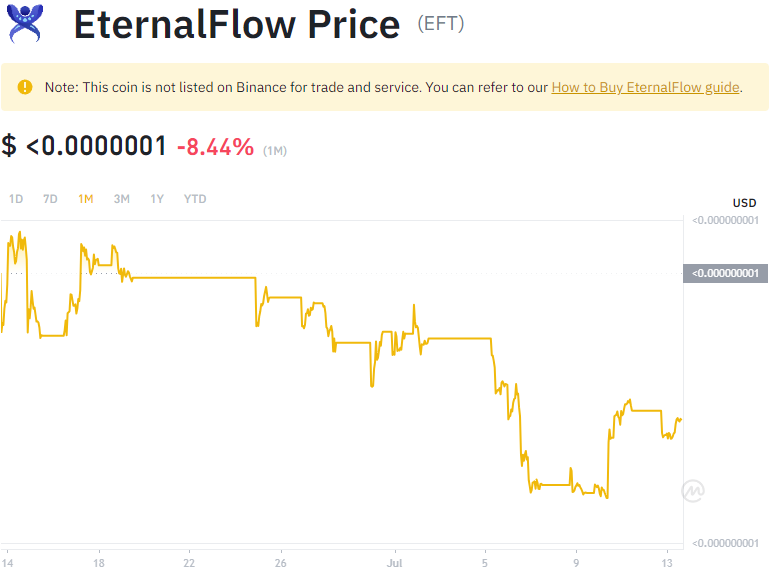 EternalFlow Price (EFT)
Note: This coin is not listed on Binance for trade and service. You can refer to our How to Buy EternalFlow guide.
$ <0.0000001 -8.44% (1M)
1D 7D 1M 3M 1Y YTD
USD
<0.000000001
<0.000000001
<0.000000001
14 18 22 26 Jul 5 9 13